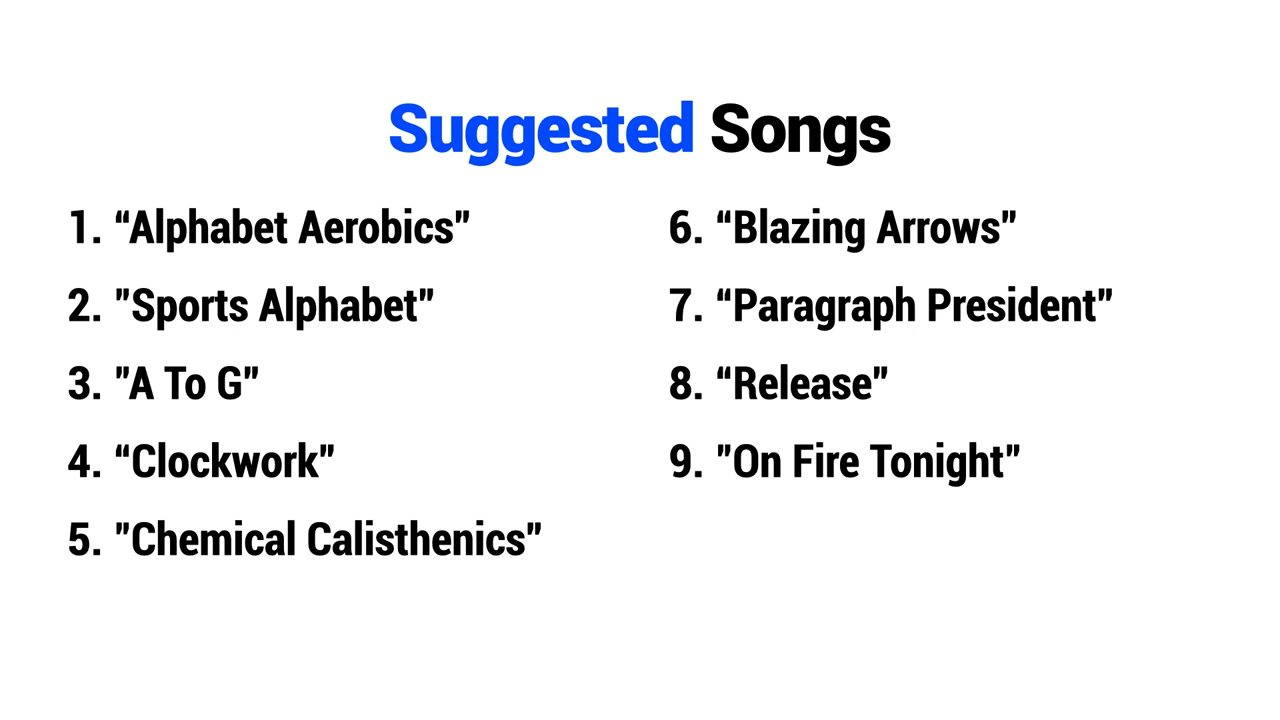 Suggested Songs
1. “Alphabet Aerobics”
2. ”Sports Alphabet”
3. ”A To G”
4. “Clockwork”
5. ”Chemical Calisthenics”
6. “Blazing Arrows”
7. “Paragraph President”
8. “Release”
9. ”On Fire Tonight”